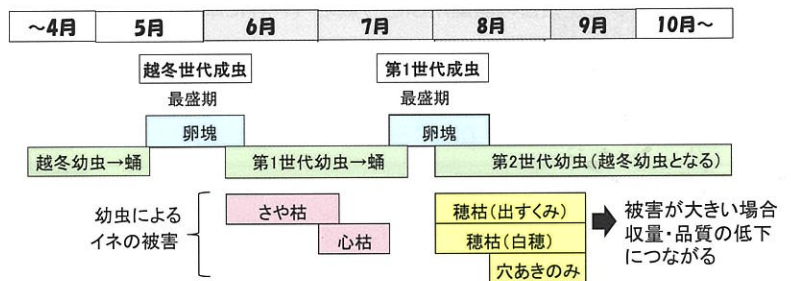 ～4月 5月 6月 7月 8月 9月 10月～
越冬世代成虫 第1世代成虫
最盛期 最盛期
卵塊 卵塊
越冬幼虫→蛹 第1世代幼虫→蛹 第2世代幼虫(越冬幼虫となる)
幼虫による
イネの被害
さや枯
心枯
穂枯(出すくみ)
穂枯(白穂)
穴あきのみ
被害が大きい場合
収量・品質の低下
につながる